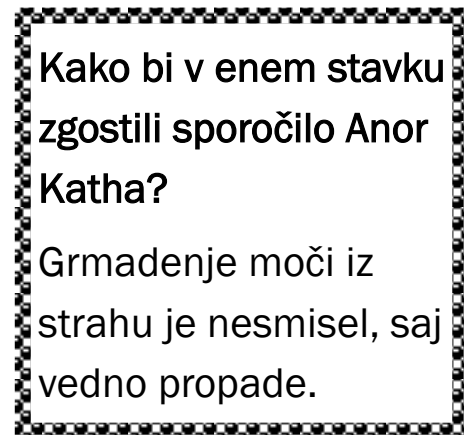 Kako bi v enem stavku
zgostili sporočilo Anor
Katha?
Grmadenje moči iz
strahu je nesmisel, saj
vedno propade.